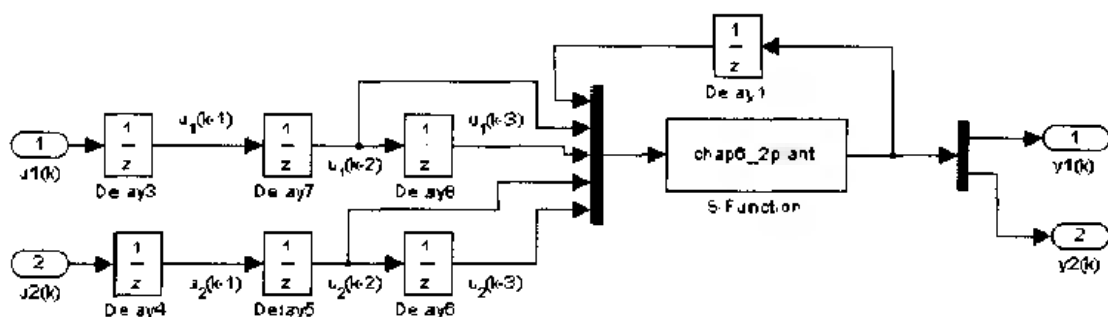 1
z
Delay1
1
u1(k)
1
z
Delay3
u1(k-1)
1
z
Delay7
u1(k-2)
1
z
Delay8
u1(k-3)
chap6_2plant
S-Function
1
y1(k)
2
y2(k)
2
u2(k)
1
z
Delay4
u2(k-1)
1
z
Delay5
u2(k-2)
1
z
Delay6
u2(k-3)